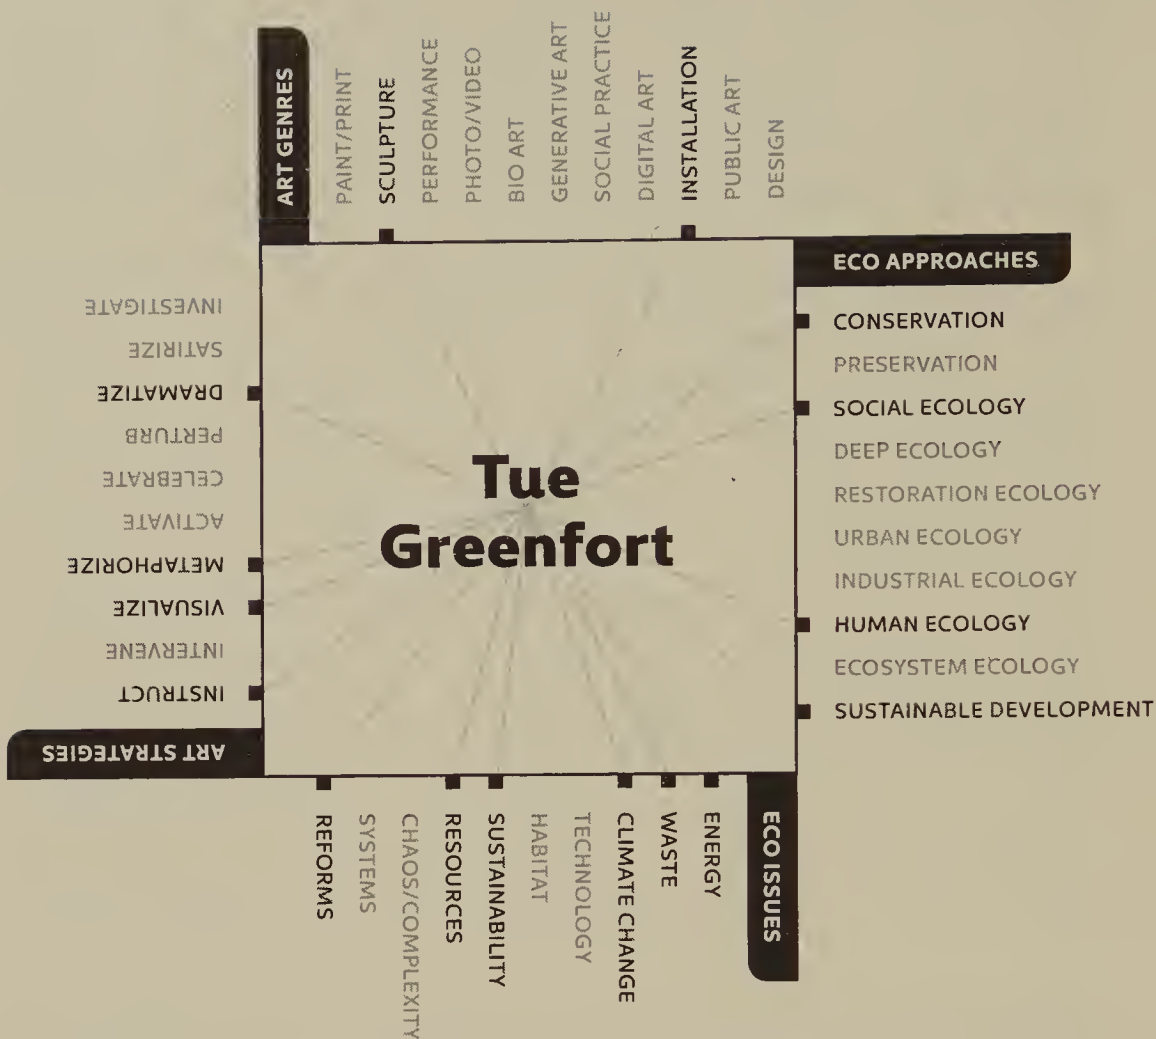 ART GENRES
PAINT/PRINT
SCULPTURE
PERFORMANCE
PHOTO/VIDEO
BIO ART
GENERATIVE ART
SOCIAL PRACTICE
DIGITAL ART
INSTALLATION
PUBLIC ART
DESIGN
ECO APPROACHES
CONSERVATION
PRESERVATION
SOCIAL ECOLOGY
DEEP ECOLOGY
RESTORATION ECOLOGY
URBAN ECOLOGY
INDUSTRIAL ECOLOGY
HUMAN ECOLOGY
ECOSYSTEM ECOLOGY
SUSTAINABLE DEVELOPMENT
ECO ISSUES
ENERGY
WASTE
CLIMATE CHANGE
TECHNOLOGY
HABITAT
SUSTAINABILITY
RESOURCES
CHAOS/COMPLEXITY
SYSTEMS
REFORMS
ART STRATEGIES
INSTRUCT
INTERVENE
VISUALIZE
METAPHORIZE
ACTIVATE
CELEBRATE
PERTURB
DRAMATIZE
SATIRIZE
INVESTIGATE
Tue
Greenfort